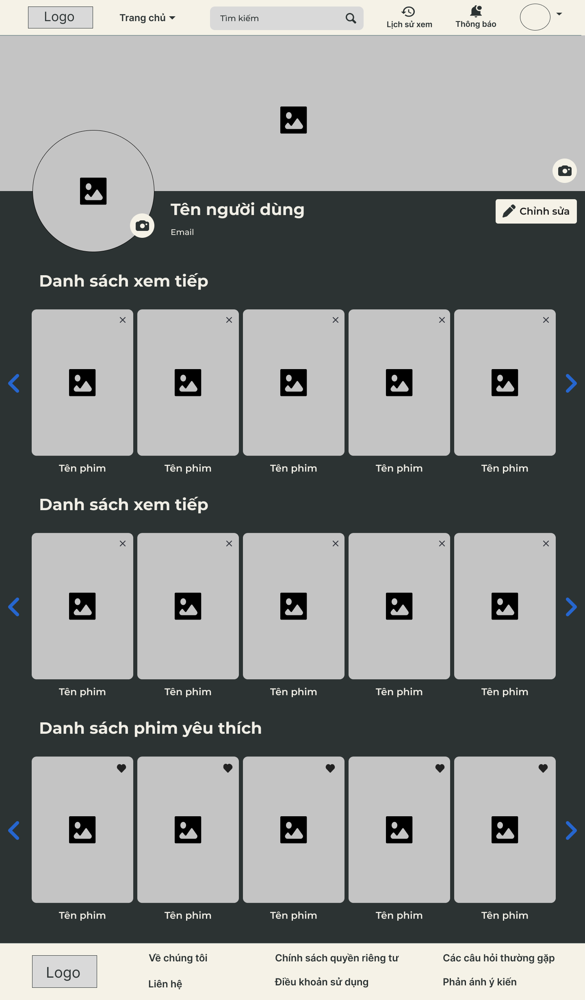 Logo
Trang chủ
Tìm kiếm
Lịch sử xem
Thông báo
Tên người dùng
Email
Chỉnh sửa
Danh sách xem tiếp
Tên phim
Tên phim
Tên phim
Tên phim
Tên phim
Danh sách xem tiếp
Tên phim
Tên phim
Tên phim
Tên phim
Tên phim
Danh sách phim yêu thích
Tên phim
Tên phim
Tên phim
Tên phim
Tên phim
Logo
Về chúng tôi
Liên hệ
Chính sách quyền riêng tư
Điều khoản sử dụng
Các câu hỏi thường gặp
Phản ánh ý kiến